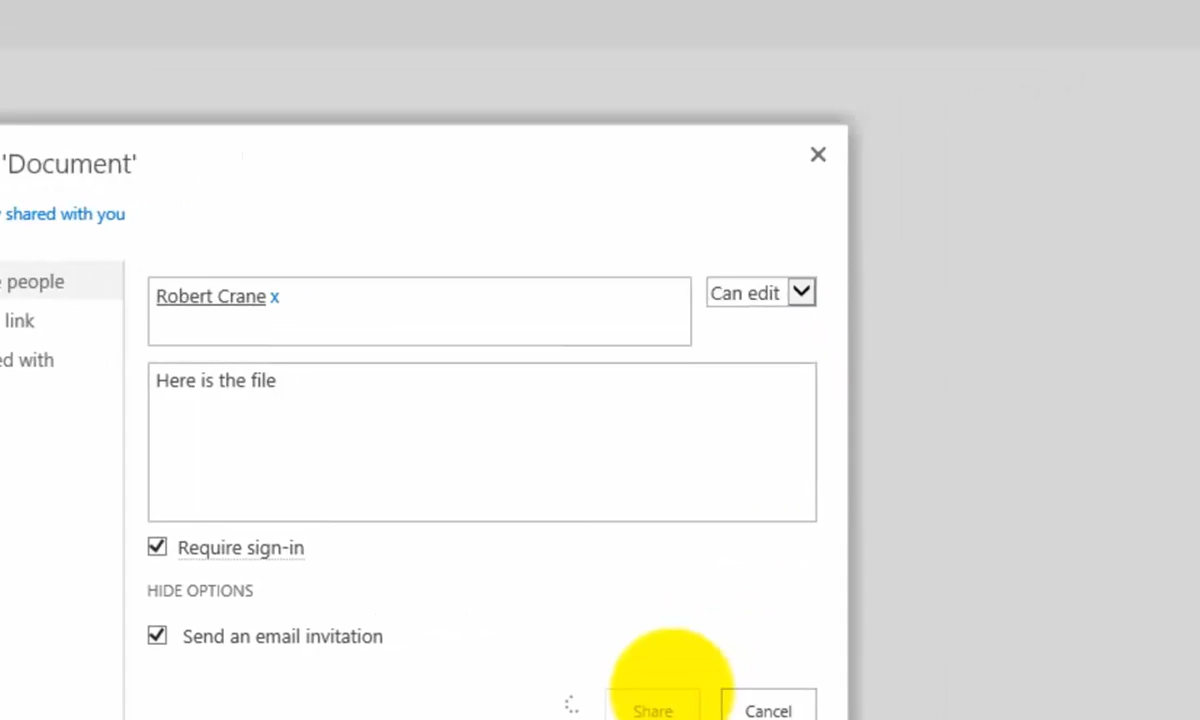 'Document'
shared with you
people
link
with
Robert Crane x
Can edit
Here is the file
Require sign-in
HIDE OPTIONS
Send an email invitation
Share
Cancel